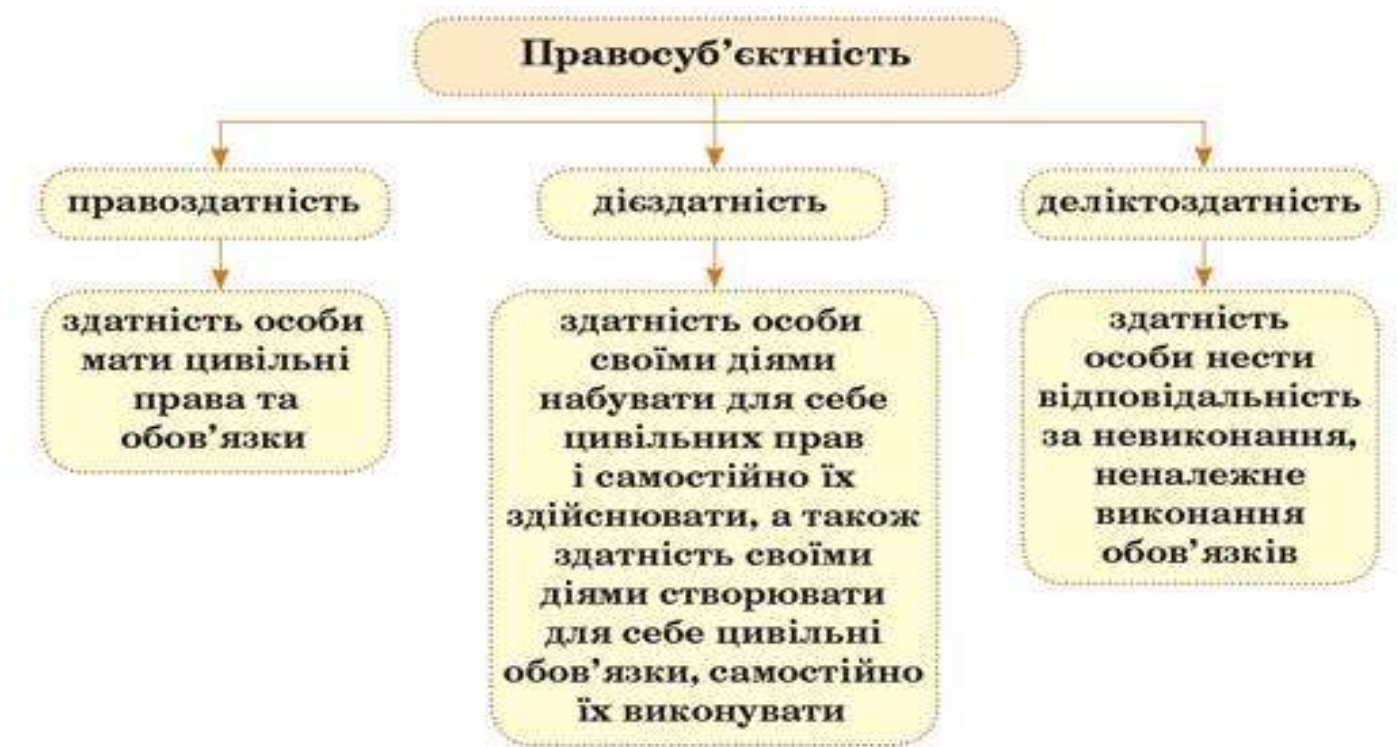 Правосуб’єктність
правоздатність
здатність особи
мати цивільні
права та
обов’язки
дієздатність
здатність особи
своїми діями
набувати для себе
цивільних прав
і самостійно їх
здійснювати, а також
здатність своїми
діями створювати
для себе цивільні
обов’язки, самостійно
їх виконувати
деліктоздатність
здатність
особи нести
відповідальність
за невиконання,
неналежне
виконання
обов’язків